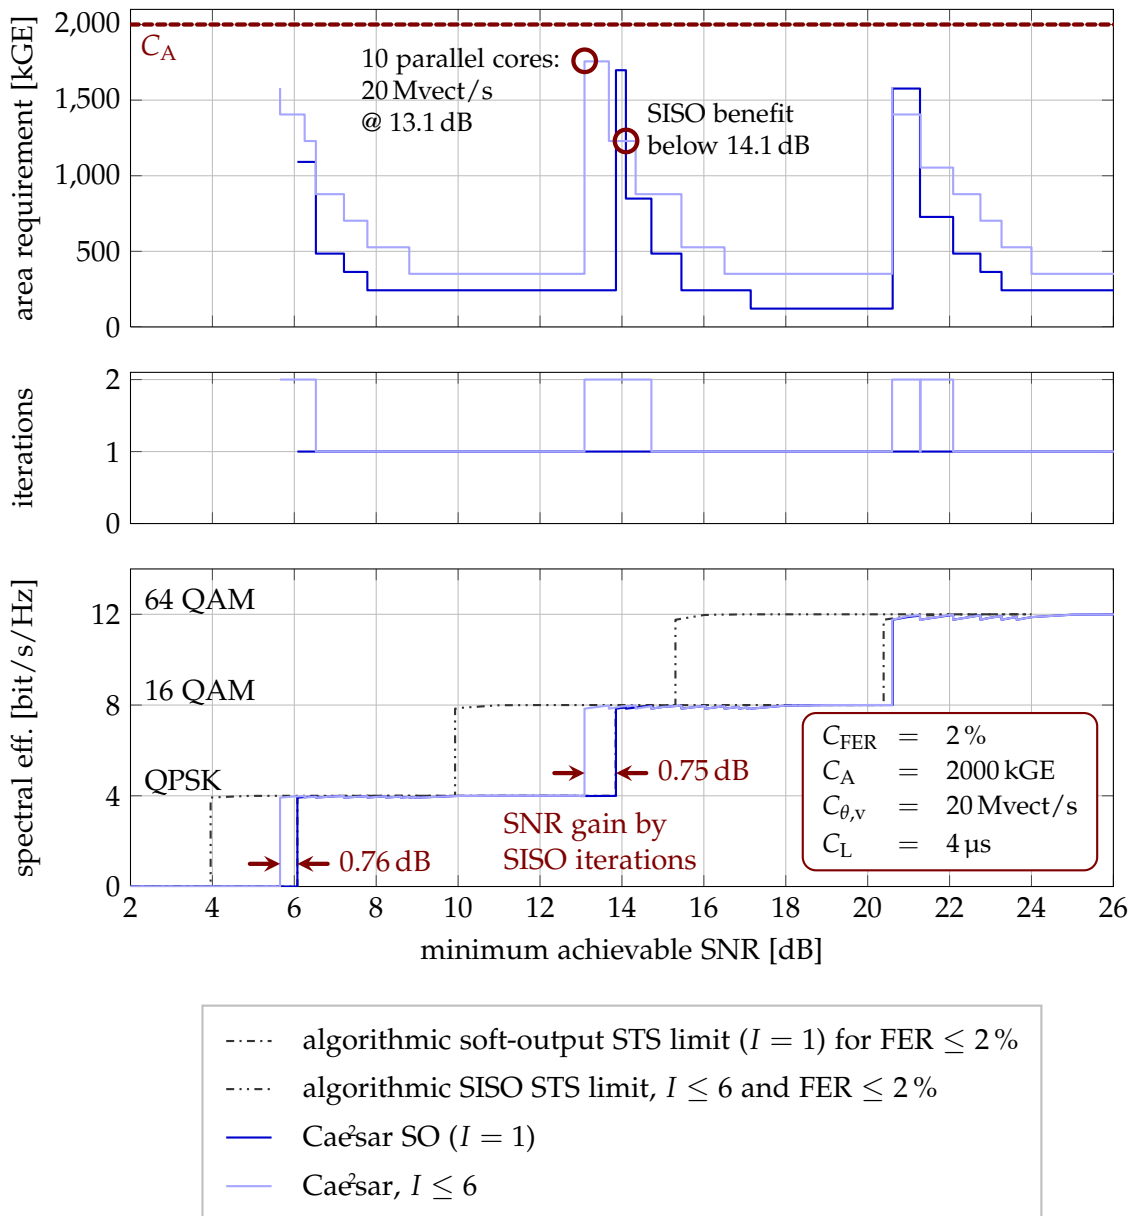 area requirement [kGE]
2,000
1,500
1,000
500
0
C_A
10 parallel cores:
20 Mvect/s
@ 13.1 dB
SISO benefit
below 14.1 dB
iterations
2
1
0
spectral eff. [bit/s/Hz]
12
8
4
0
64 QAM
16 QAM
QPSK
0.76 dB
0.75 dB
SNR gain by
SISO iterations
C_FER = 2 %
C_A = 2000 kGE
C_θ,v = 20 Mvect/s
C_L = 4 µs
2 4 6 8 10 12 14 16 18 20 22 24 26
minimum achievable SNR [dB]
algorithmic soft-output STS limit (I = 1) for FER ≤ 2 %
algorithmic SISO STS limit, I ≤ 6 and FER ≤ 2 %
Cae²sar SO (I = 1)
Cae²sar, I ≤ 6